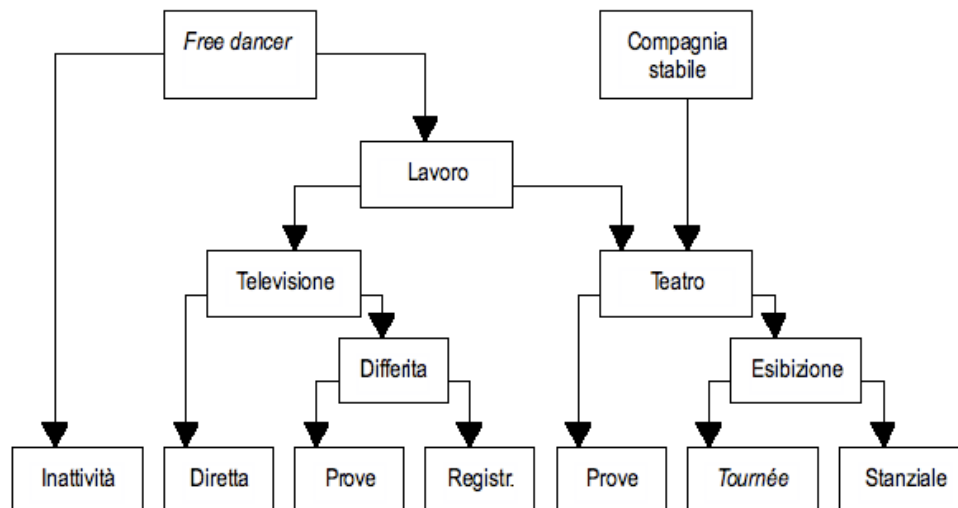 Free dancer
Compagnia
stabile
Lavoro
Televisione
Teatro
Differita
Esibizione
Inattività
Diretta
Prove
Registr.
Prove
Tournée
Stanziale